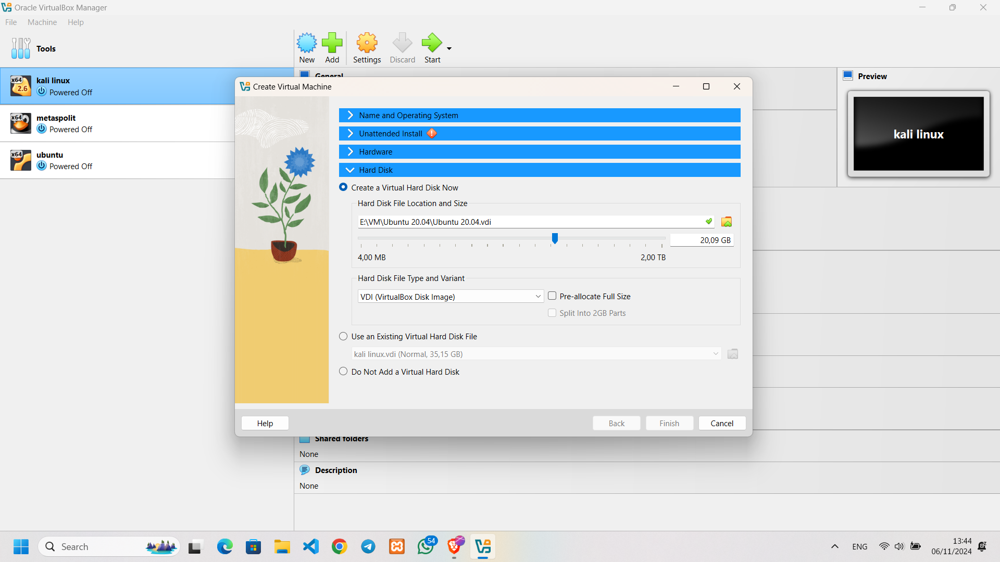 Oracle VirtualBox Manager
File Machine Help
Tools
New Add Settings Discard Start
x64 2.6 kali linux
Powered Off
x64 metaspolit
Powered Off
x64 ubuntu
Powered Off
General
Preview
kali linux
Create Virtual Machine
Name and Operating System
Unattended Install
Hardware
Hard Disk
Create a Virtual Hard Disk Now
Hard Disk File Location and Size
E:\VM\Ubuntu 20.04\Ubuntu 20.04.vdi
20,09 GB
4,00 MB 2,00 TB
Hard Disk File Type and Variant
VDI (VirtualBox Disk Image) Pre-allocate Full Size
Split Into 2GB Parts
Use an Existing Virtual Hard Disk File
kali linux.vdi (Normal, 35,15 GB)
Do Not Add a Virtual Hard Disk
Help Back Finish Cancel
Shared folders
None
Description
None
Search
54
ENG
13:44
06/11/2024